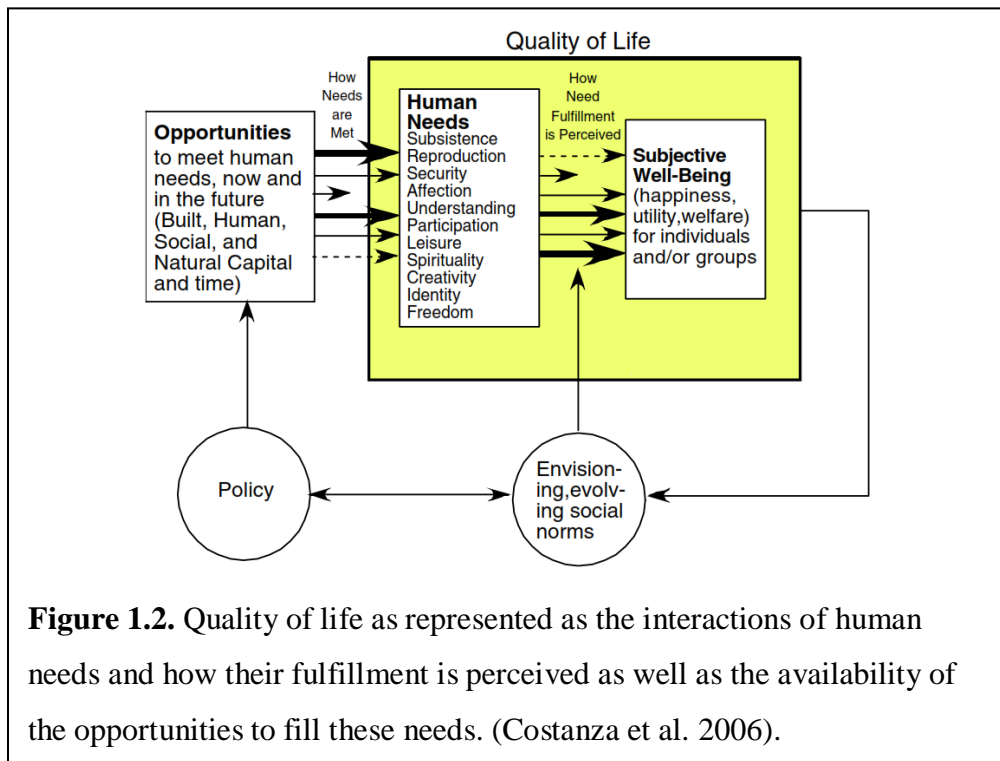 Quality of Life
How
Needs
are
Met
Opportunities
to meet human
needs, now and
in the future
(Built, Human,
Social, and
Natural Capital
and time)
Human
Needs
Subsistence
Reproduction
Security
Affection
Understanding
Participation
Leisure
Spirituality
Creativity
Identity
Freedom
How
Need
Fulfillment
is Perceived
Subjective
Well-Being
(happiness,
utility,welfare)
for individuals
and/or groups
Policy
Envision-
ing,evolv-
ing social
norms
Figure 1.2. Quality of life as represented as the interactions of human
needs and how their fulfillment is perceived as well as the availability of
the opportunities to fill these needs. (Costanza et al. 2006).